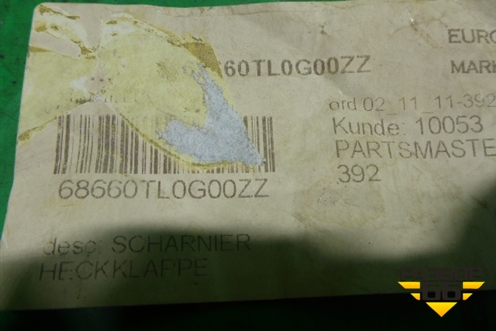 EURO
60TL0G00ZZ
MARK
ord 02_11_11-392
Kunde: 10053
PARTSMASTE
392
68660TL0G00ZZ
desc: SCHARNIER
HECKKLAPPE